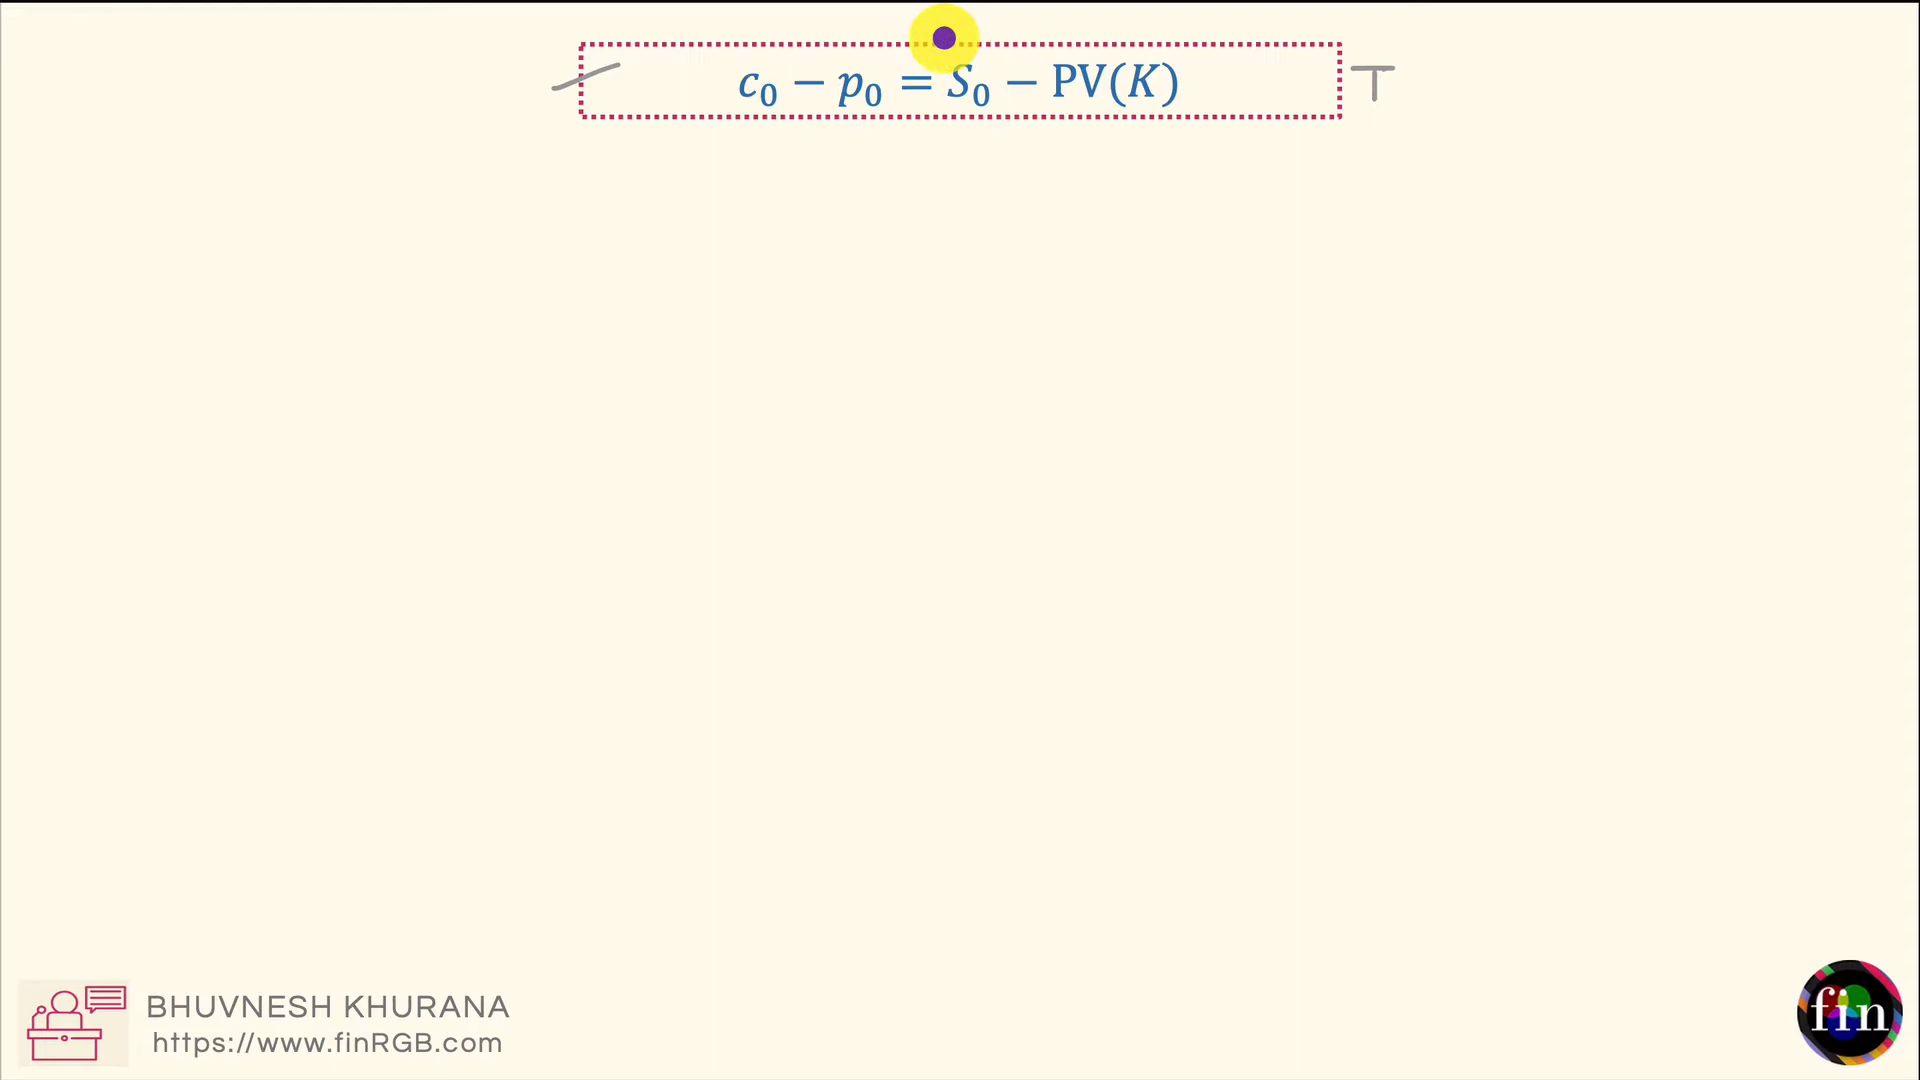 c₀ − p₀ = S₀ − PV(K) T
BHUVNESH KHURANA
https://www.finRGB.com
fin